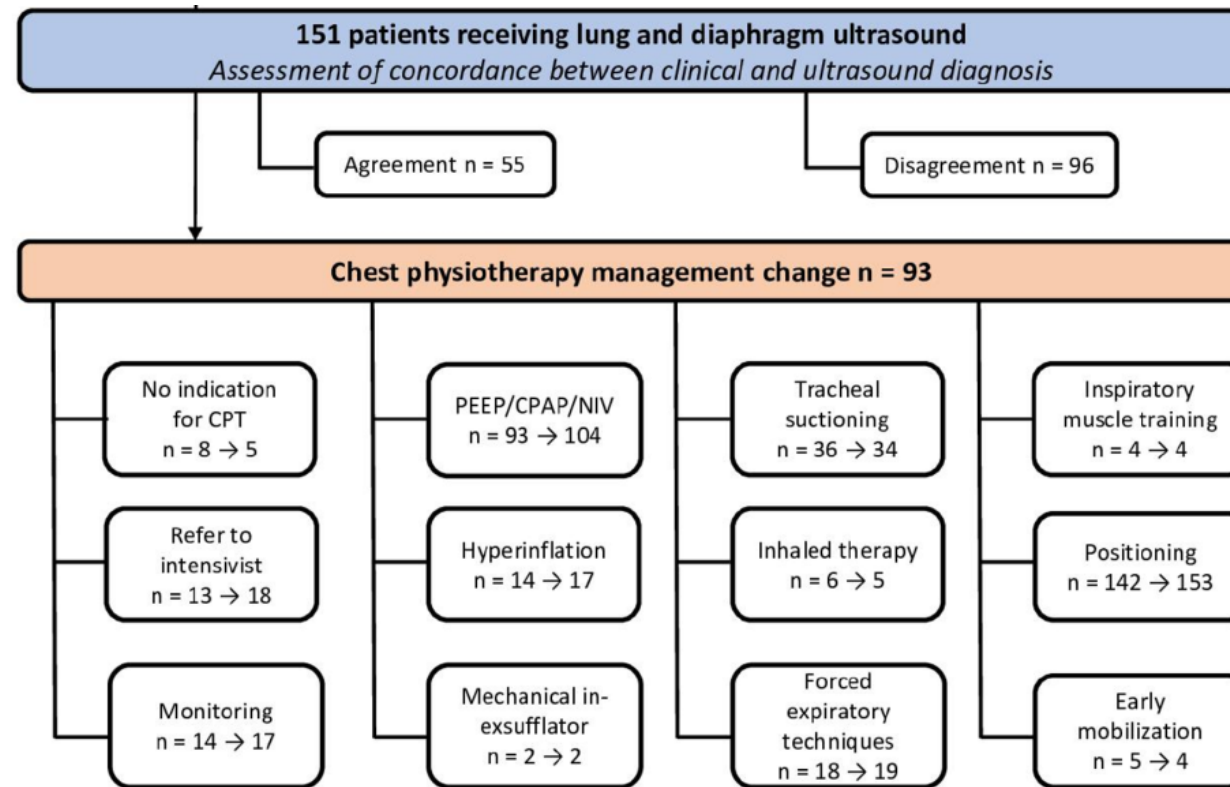 151 patients receiving lung and diaphragm ultrasound
Assessment of concordance between clinical and ultrasound diagnosis
Agreement n = 55
Disagreement n = 96
Chest physiotherapy management change n = 93
No indication
for CPT
n = 8 → 5
PEEP/CPAP/NIV
n = 93 → 104
Tracheal
suctioning
n = 36 → 34
Inspiratory
muscle training
n = 4 → 4
Refer to
intensivist
n = 13 → 18
Hyperinflation
n = 14 → 17
Inhaled therapy
n = 6 → 5
Positioning
n = 142 → 153
Monitoring
n = 14 → 17
Mechanical in-
exsufflator
n = 2 → 2
Forced
expiratory
techniques
n = 18 → 19
Early
mobilization
n = 5 → 4